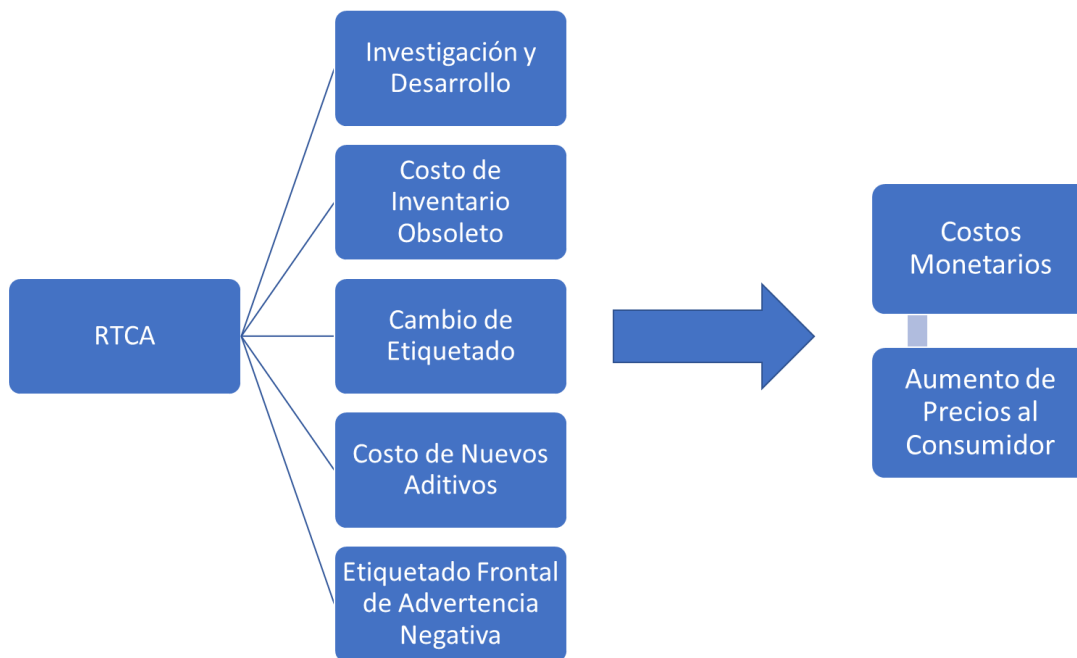 RTCA
Investigación y
Desarrollo
Costo de
Inventario
Obsoleto
Cambio de
Etiquetado
Costo de Nuevos
Aditivos
Etiquetado Frontal
de Advertencia
Negativa
Costos
Monetarios
Aumento de
Precios al
Consumidor